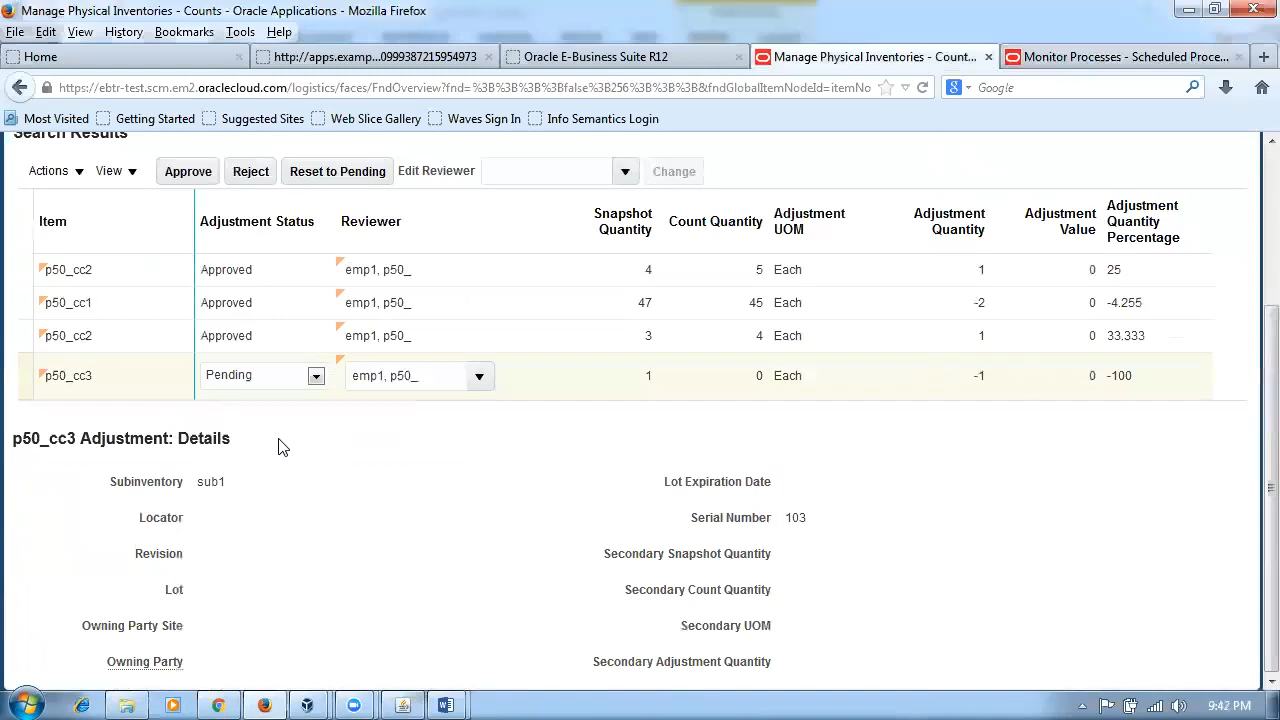 Manage Physical Inventories - Counts - Oracle Applications - Mozilla Firefox
File Edit View History Bookmarks Tools Help
Home http://apps.examp...0999387215954973 Oracle E-Business Suite R12 Manage Physical Inventories - Count... Monitor Processes - Scheduled Proce...
https://ebtr-test.scm.em2.oraclecloud.com/logistics/faces/FndOverview?fnd=%3B%3B%3B%3Bfalse%3B256%3B%3B%3B&fndGlobalItemNodeId=itemNo Google
Most Visited Getting Started Suggested Sites Web Slice Gallery Waves Sign In Info Semantics Login
Search Results
Actions View Approve Reject Reset to Pending Edit Reviewer Change
Item Adjustment Status Reviewer Snapshot Quantity Count Quantity Adjustment UOM Adjustment Quantity Adjustment Value Adjustment Quantity Percentage
p50_cc2 Approved emp1, p50_ 4 5 Each 1 0 25
p50_cc1 Approved emp1, p50_ 47 45 Each -2 0 -4.255
p50_cc2 Approved emp1, p50_ 3 4 Each 1 0 33.333
p50_cc3 Pending emp1, p50_ 1 0 Each -1 0 -100
p50_cc3 Adjustment: Details
Subinventory sub1 Lot Expiration Date
Locator Serial Number 103
Revision Secondary Snapshot Quantity
Lot Secondary Count Quantity
Owning Party Site Secondary UOM
Owning Party Secondary Adjustment Quantity
9:42 PM